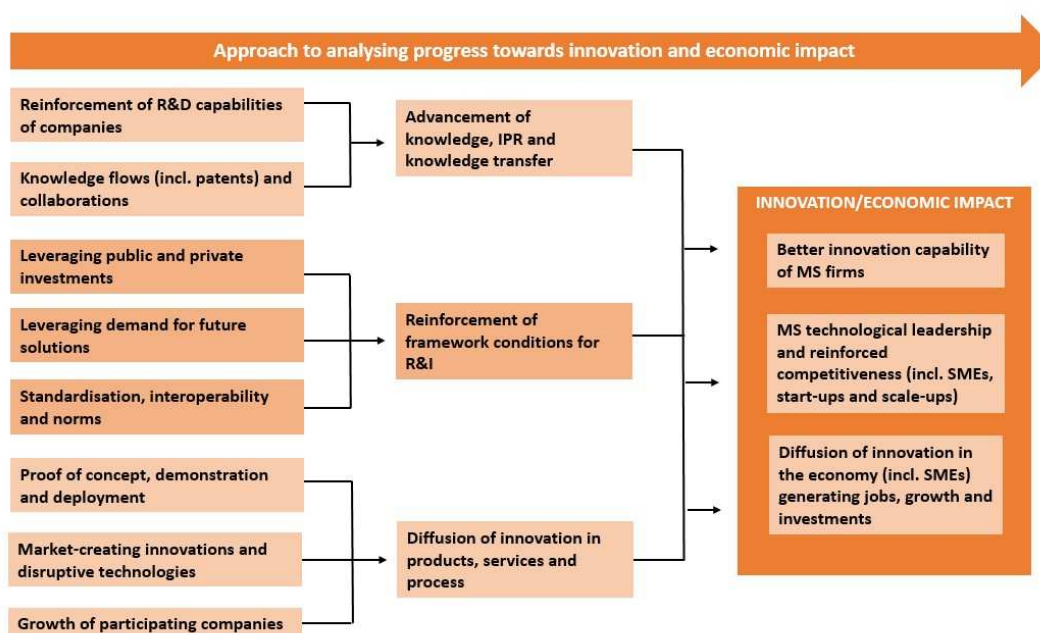 Approach to analysing progress towards innovation and economic impact
Reinforcement of R&D capabilities
of companies
Knowledge flows (incl. patents) and
collaborations
Leveraging public and private
investments
Leveraging demand for future
solutions
Standardisation, interoperability
and norms
Proof of concept, demonstration
and deployment
Market-creating innovations and
disruptive technologies
Growth of participating companies
Advancement of
knowledge, IPR and
knowledge transfer
Reinforcement of
framework conditions for
R&I
Diffusion of innovation in
products, services and
process
INNOVATION/ECONOMIC IMPACT
Better innovation capability
of MS firms
MS technological leadership
and reinforced
competitiveness (incl. SMEs,
start-ups and scale-ups)
Diffusion of innovation in
the economy (incl. SMEs)
generating jobs, growth and
investments